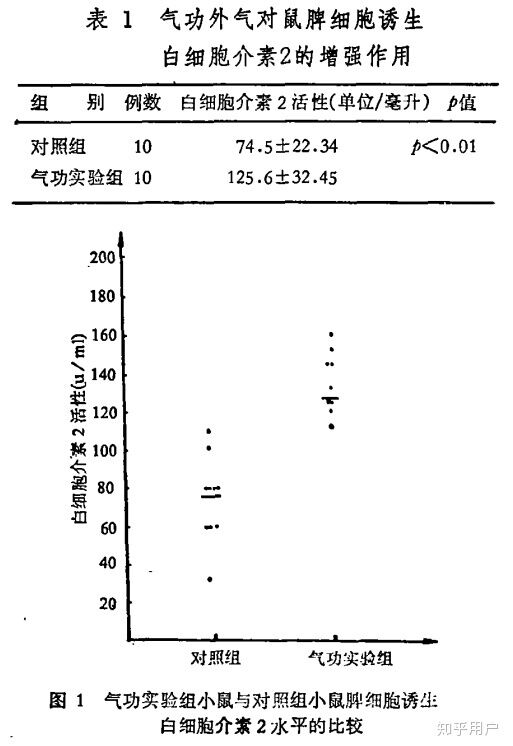 表 1 气功外气对鼠脾细胞诱生
白细胞介素2的增强作用
组 别 例数 白细胞介素2活性(单位/毫升) p值
对照组 10 74.5±22.34 p<0.01
气功实验组 10 125.6±32.45
白细胞介素2活性(u/ml)
200
180
160
140
120
100
80
60
40
20
对照组 气功实验组
图 1 气功实验组小鼠与对照组小鼠脾细胞诱生
白细胞介素2水平的比较
知乎用户